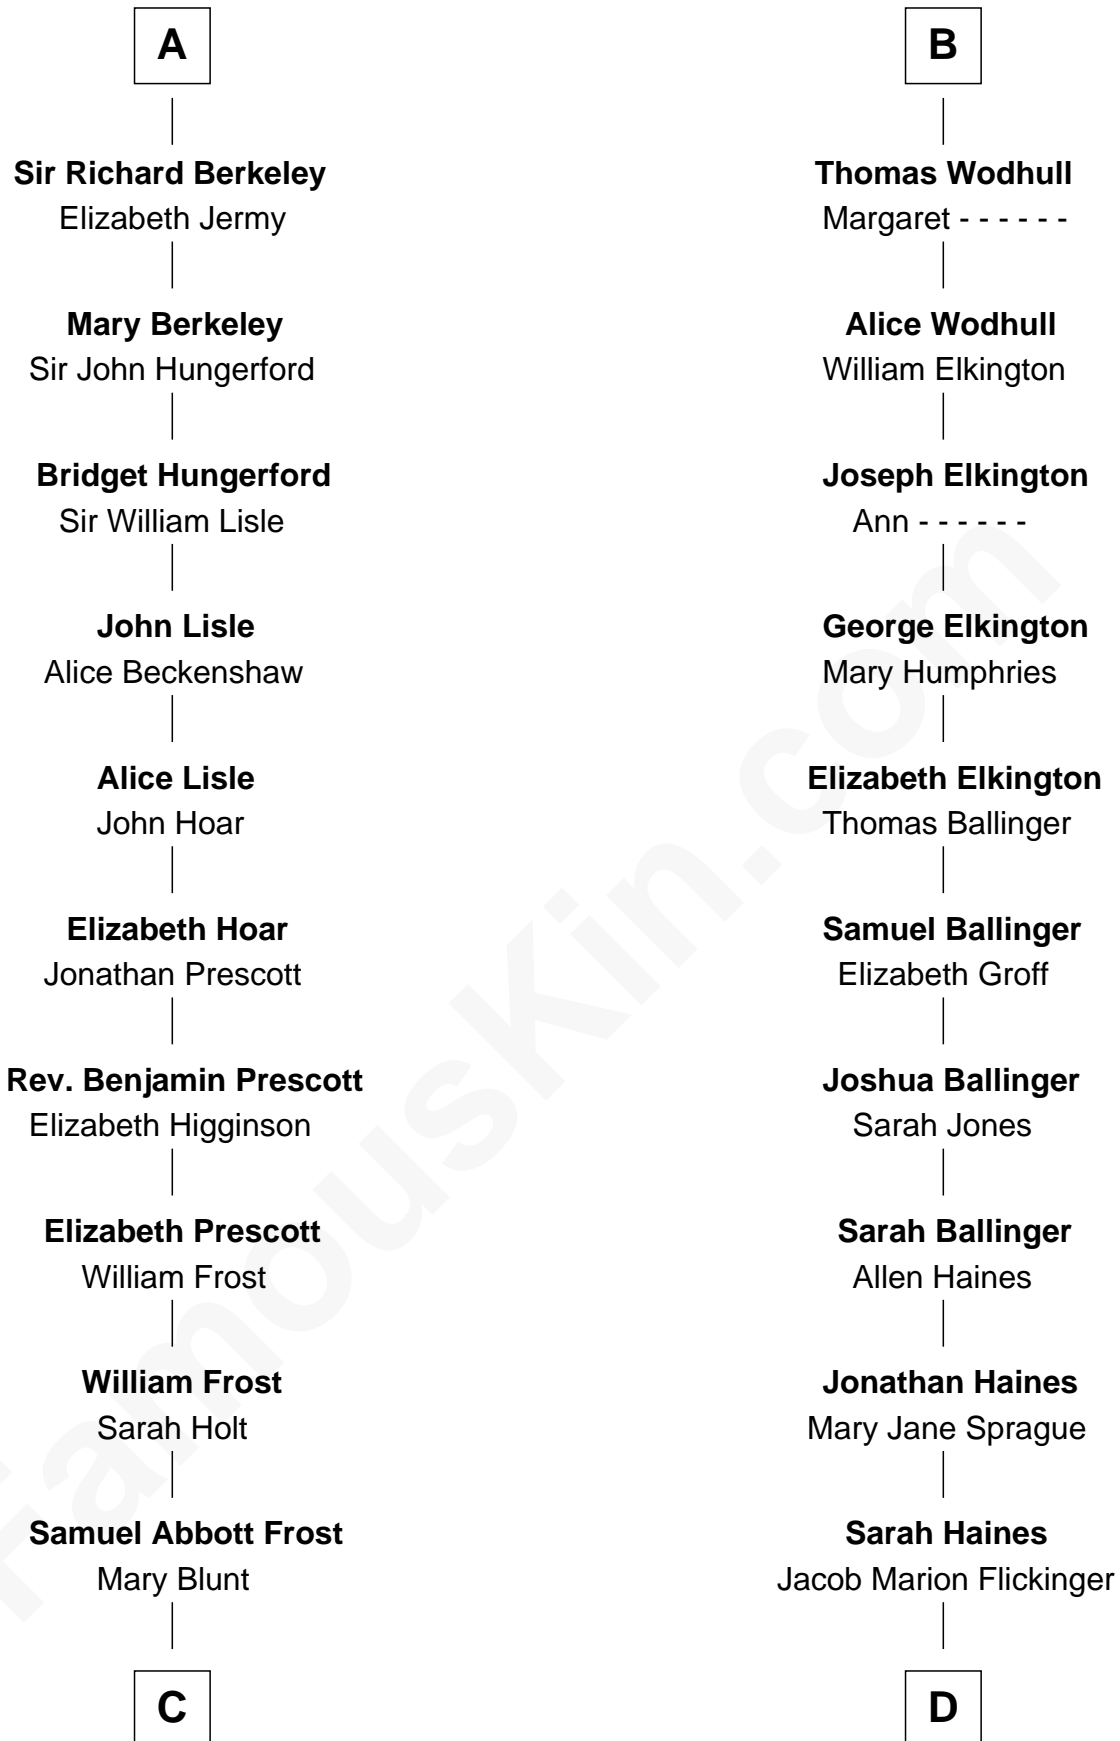 A
Sir Richard Berkeley
Elizabeth Jermy
Mary Berkeley
Sir John Hungerford
Bridget Hungerford
Sir William Lisle
John Lisle
Alice Beckenshaw
Alice Lisle
John Hoar
Elizabeth Hoar
Jonathan Prescott
Rev. Benjamin Prescott
Elizabeth Higginson
Elizabeth Prescott
William Frost
William Frost
Sarah Holt
Samuel Abbott Frost
Mary Blunt
C
B
Thomas Wodhull
Margaret - - - - - -
Alice Wodhull
William Elkington
Joseph Elkington
Ann - - - - - -
George Elkington
Mary Humphries
Elizabeth Elkington
Thomas Ballinger
Samuel Ballinger
Elizabeth Groff
Joshua Ballinger
Sarah Jones
Sarah Ballinger
Allen Haines
Jonathan Haines
Mary Jane Sprague
Sarah Haines
Jacob Marion Flickinger
D
FamousKin.com